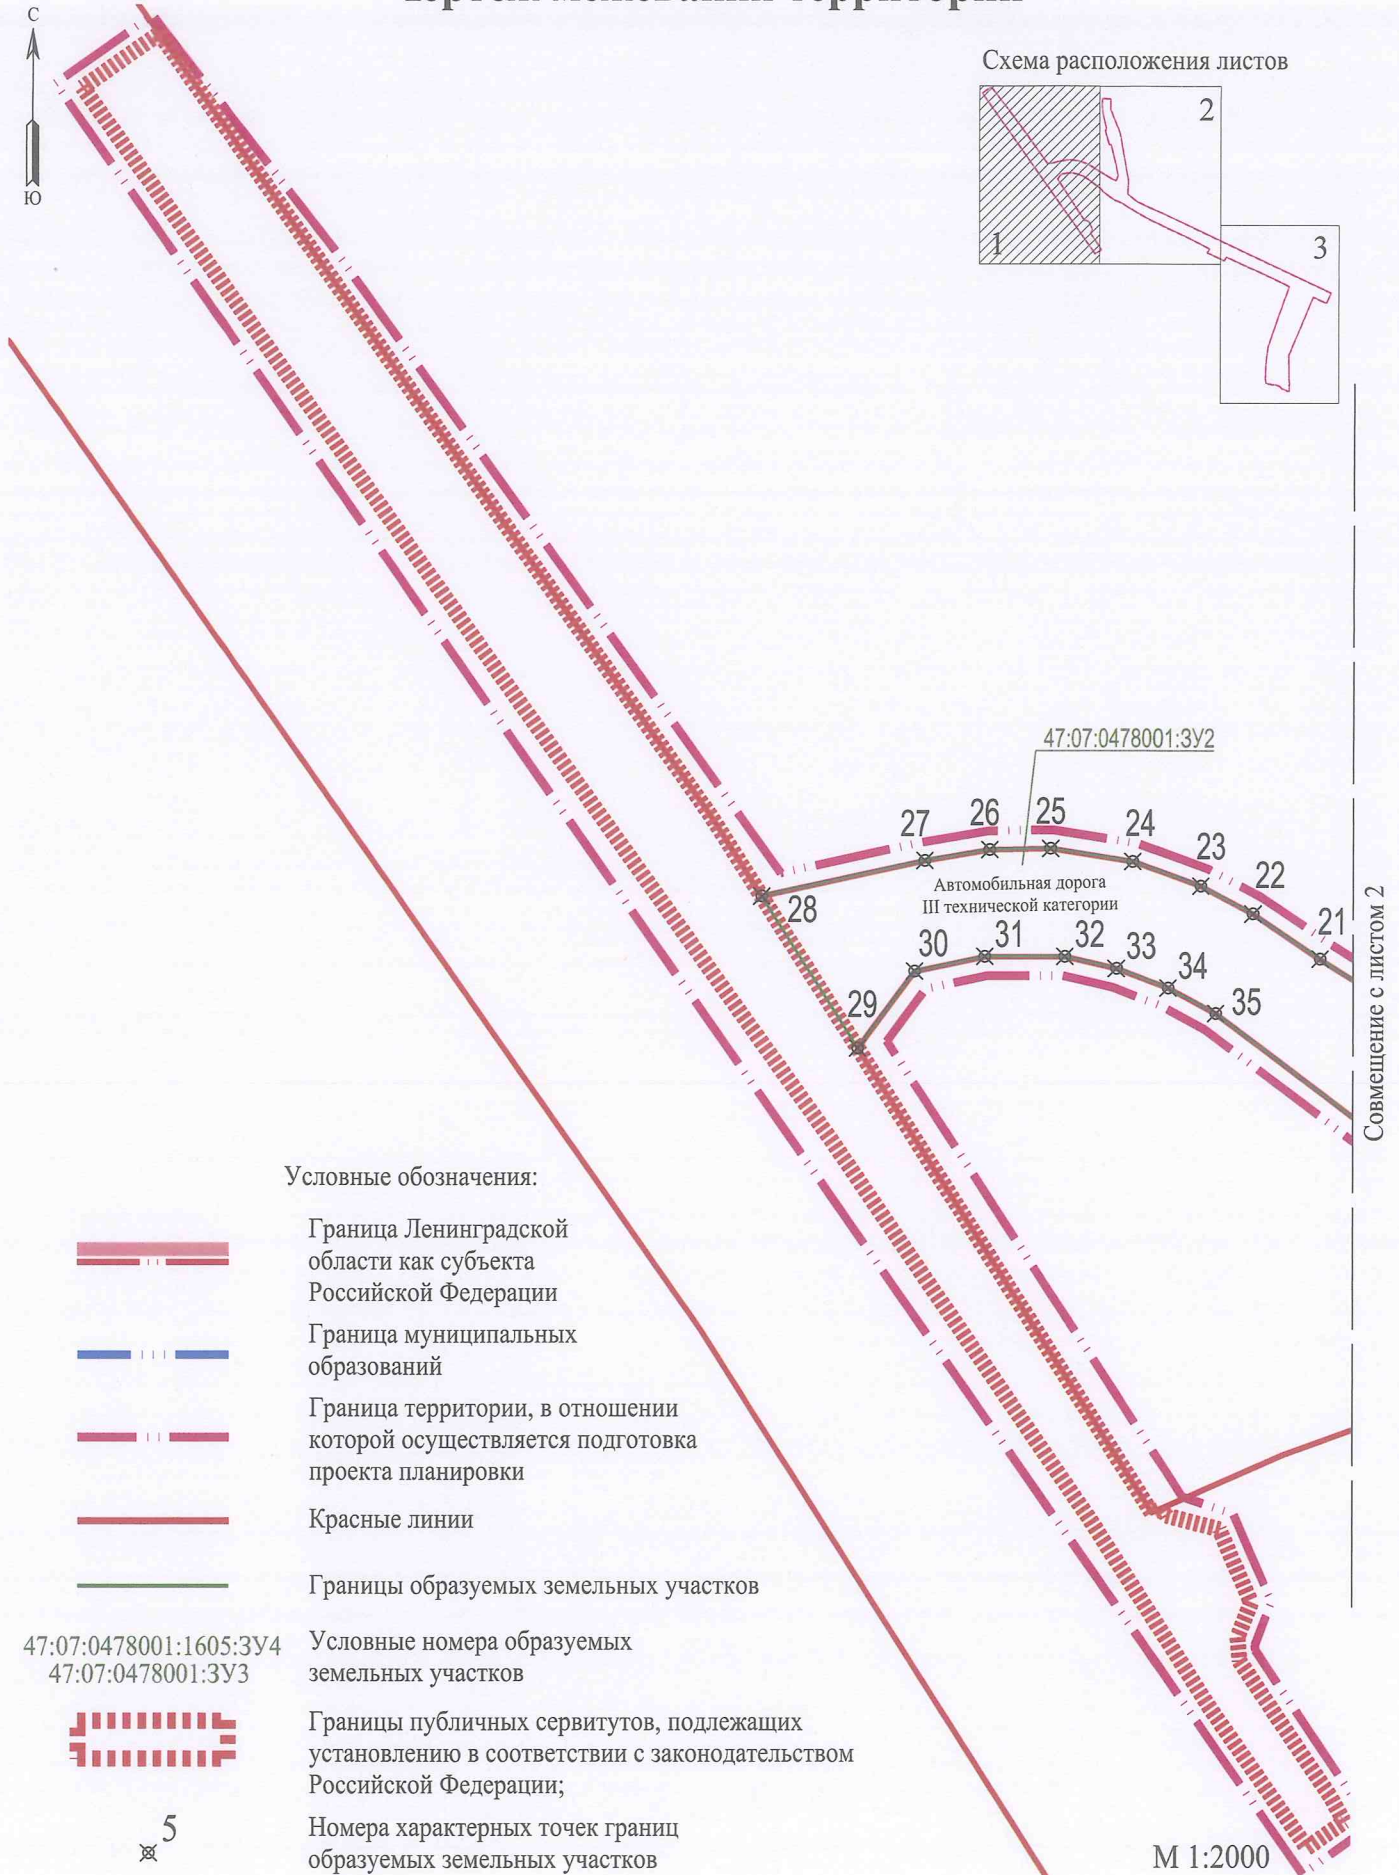 Чертеж межевания территории
С
Ю
Схема расположения листов
1
2
3
47:07:0478001:ЗУ2
27
26
25
24
23
22
21
28
Автомобильная дорога
III технической категории
30
31
32
33
34
35
29
Совмещение с листом 2
Условные обозначения:
Граница Ленинградской
области как субъекта
Российской Федерации
Граница муниципальных
образований
Граница территории, в отношении
которой осуществляется подготовка
проекта планировки
Красные линии
Границы образуемых земельных участков
47:07:0478001:1605:ЗУ4
47:07:0478001:ЗУ3
Условные номера образуемых
земельных участков
Границы публичных сервитутов, подлежащих
установлению в соответствии с законодательством
Российской Федерации;
5
Номера характерных точек границ
образуемых земельных участков
М 1:2000